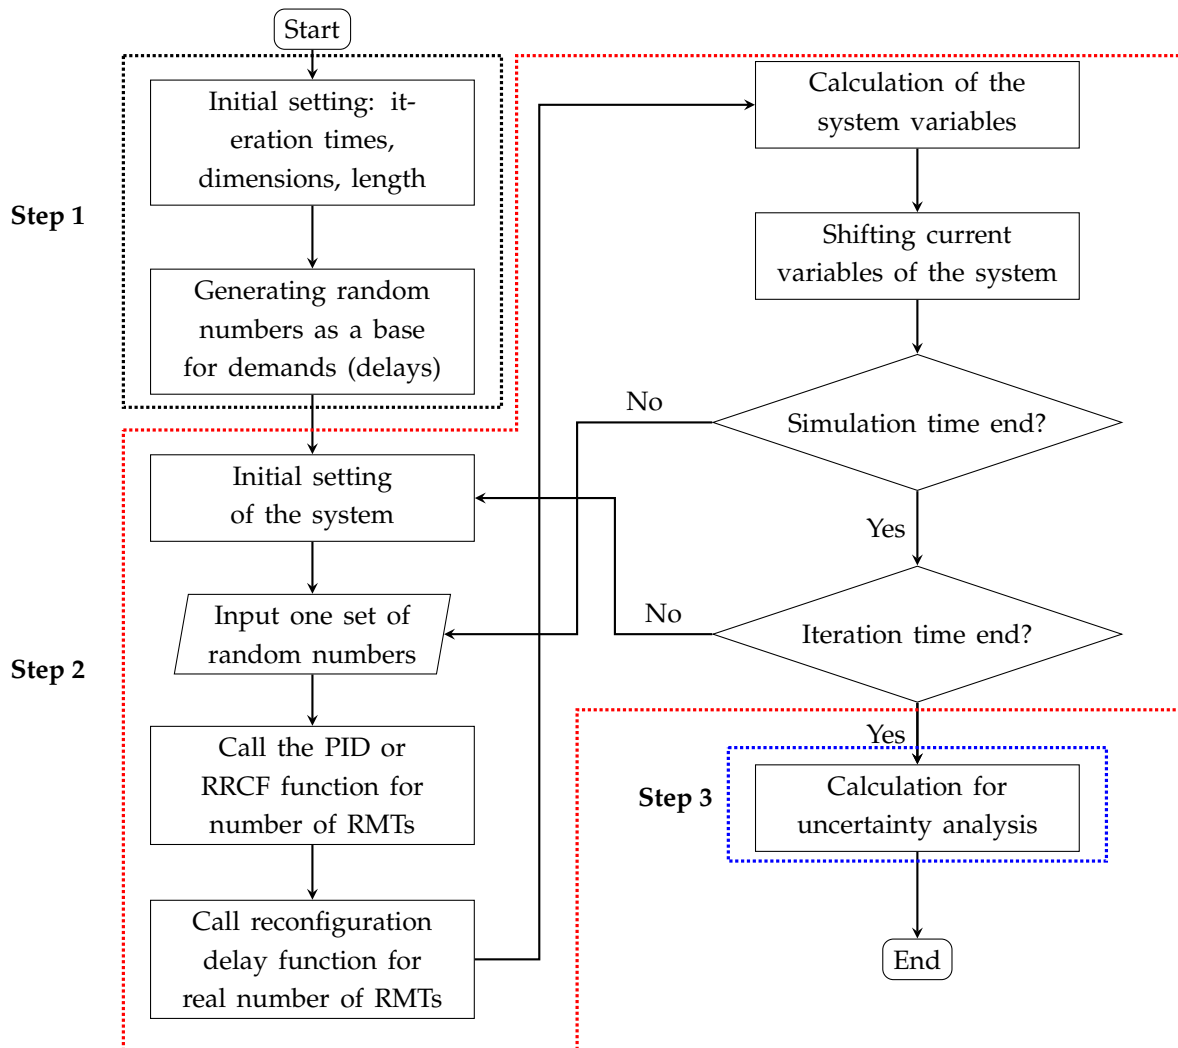 Start
Initial setting: it-
eration times,
dimensions, length
Step 1
Generating random
numbers as a base
for demands (delays)
Initial setting
of the system
Input one set of
random numbers
Step 2
Call the PID or
RRCF function for
number of RMTs
Call reconfiguration
delay function for
real number of RMTs
Calculation of the
system variables
Shifting current
variables of the system
No
Simulation time end?
Yes
No
Iteration time end?
Yes
Step 3
Calculation for
uncertainty analysis
End